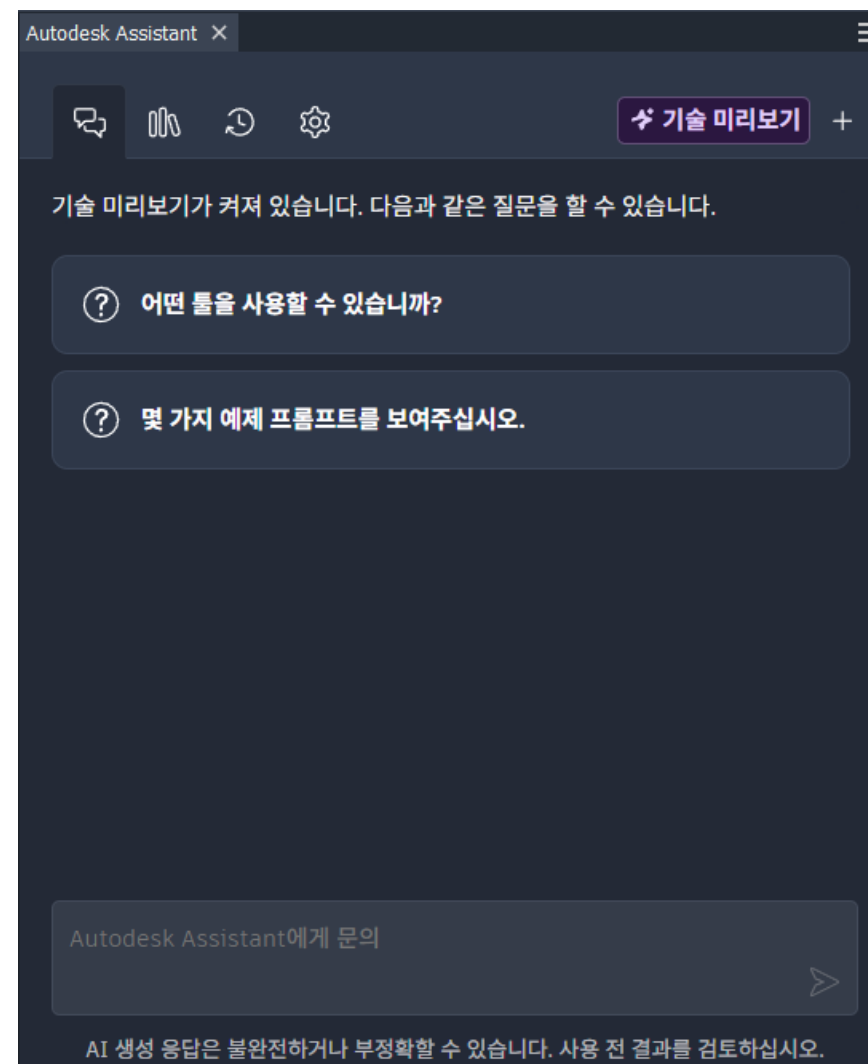 Autodesk Assistant
기술 미리보기
기술 미리보기가 켜져 있습니다. 다음과 같은 질문을 할 수 있습니다.
어떤 툴을 사용할 수 있습니까?
몇 가지 예제 프롬프트를 보여주십시오.
Autodesk Assistant에게 문의
AI 생성 응답은 불완전하거나 부정확할 수 있습니다. 사용 전 결과를 검토하십시오.